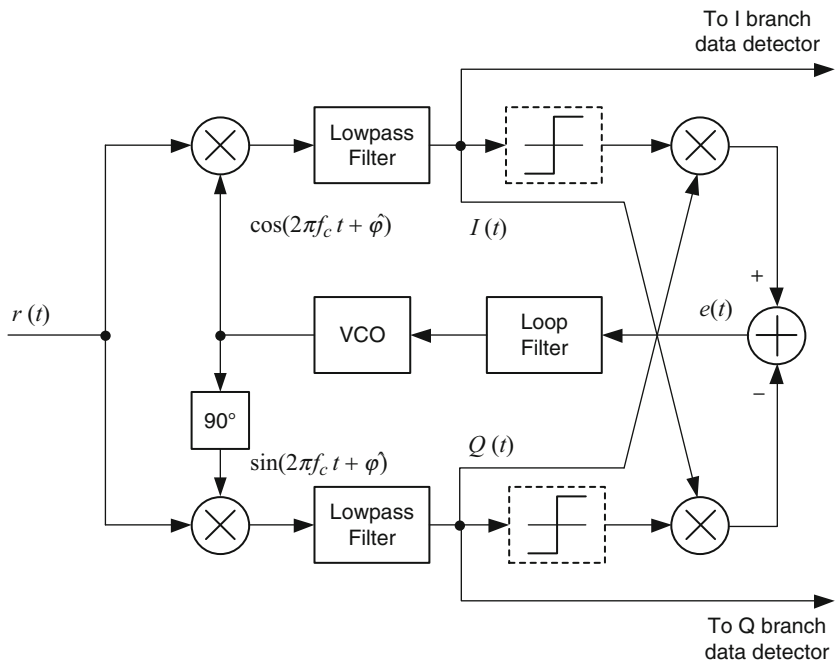 To I branch
data detector
Lowpass
Filter
cos(2πf_c t + φ̂)
I (t)
+
r (t)
VCO
Loop
Filter
e(t)
−
90°
sin(2πf_c t + φ̂)
Q (t)
Lowpass
Filter
To Q branch
data detector